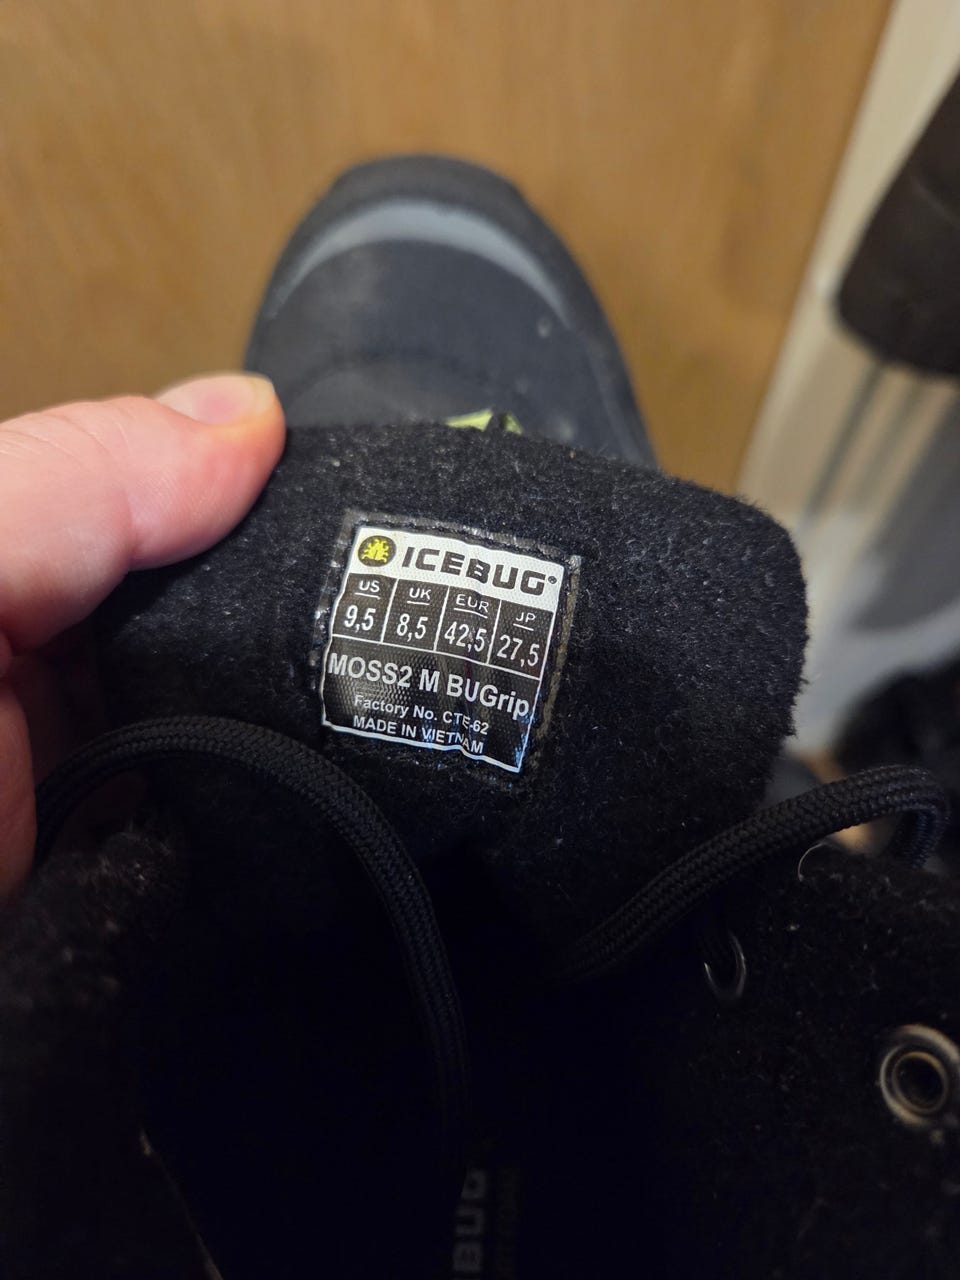 ICEBUG®
US UK EUR JP
9,5 8,5 42,5 27,5
MOSS2 M BUGrip
Factory No. CTE-62
MADE IN VIETNAM
BUG